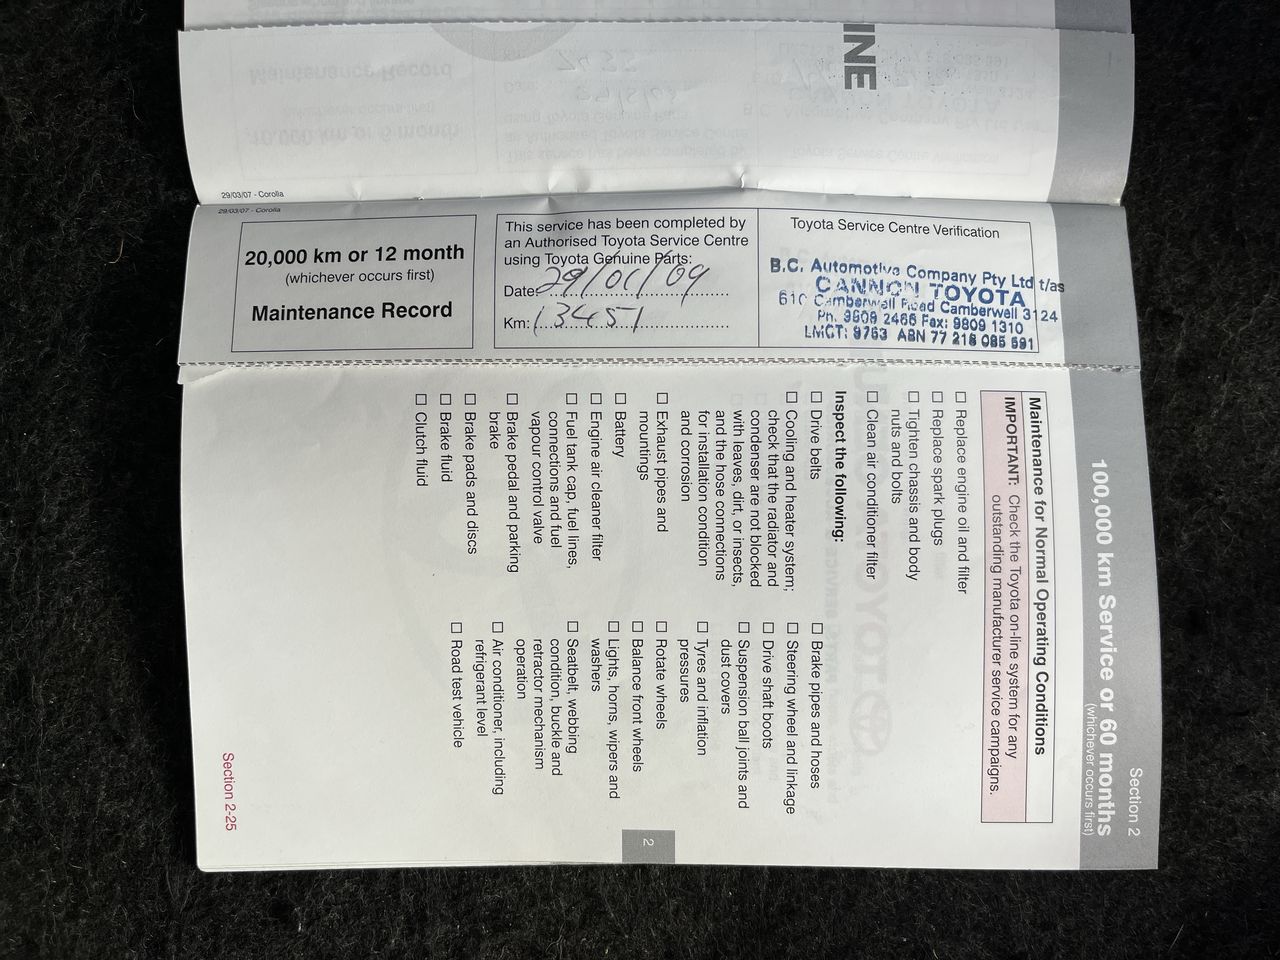 INE
29/03/07 - Corolla
29/03/07 - Corolla
20,000 km or 12 month
(whichever occurs first)
Maintenance Record
This service has been completed by
an Authorised Toyota Service Centre
using Toyota Genuine Parts:
Date: 29/01/09
Km: 13451
Toyota Service Centre Verification
B.C. Automotive Company Pty Ltd t/as
CANNON TOYOTA
610 Camberwell Road Camberwell 3124
Ph. 9809 2466 Fax: 9809 1310
LMCT: 9763 ABN 77 218 085 591
Section 2
100,000 km Service or 60 months
(whichever occurs first)
Maintenance for Normal Operating Conditions
IMPORTANT: Check the Toyota on-line system for any
outstanding manufacturer service campaigns.
☐ Replace engine oil and filter
☐ Replace spark plugs
☐ Tighten chassis and body
nuts and bolts
☐ Clean air conditioner filter
Inspect the following:
☐ Drive belts
☐ Cooling and heater system;
check that the radiator and
condenser are not blocked
with leaves, dirt, or insects,
and the hose connections
for installation condition
and corrosion
☐ Exhaust pipes and
mountings
☐ Battery
☐ Engine air cleaner filter
☐ Fuel tank cap, fuel lines,
connections and fuel
vapour control valve
☐ Brake pedal and parking
brake
☐ Brake pads and discs
☐ Brake fluid
☐ Clutch fluid
☐ Brake pipes and hoses
☐ Steering wheel and linkage
☐ Drive shaft boots
☐ Suspension ball joints and
dust covers
☐ Tyres and inflation
pressures
☐ Rotate wheels
☐ Balance front wheels
☐ Lights, horns, wipers and
washers
☐ Seatbelt, webbing
condition, buckle and
retractor mechanism
operation
☐ Air conditioner, including
refrigerant level
☐ Road test vehicle
2
Section 2-25